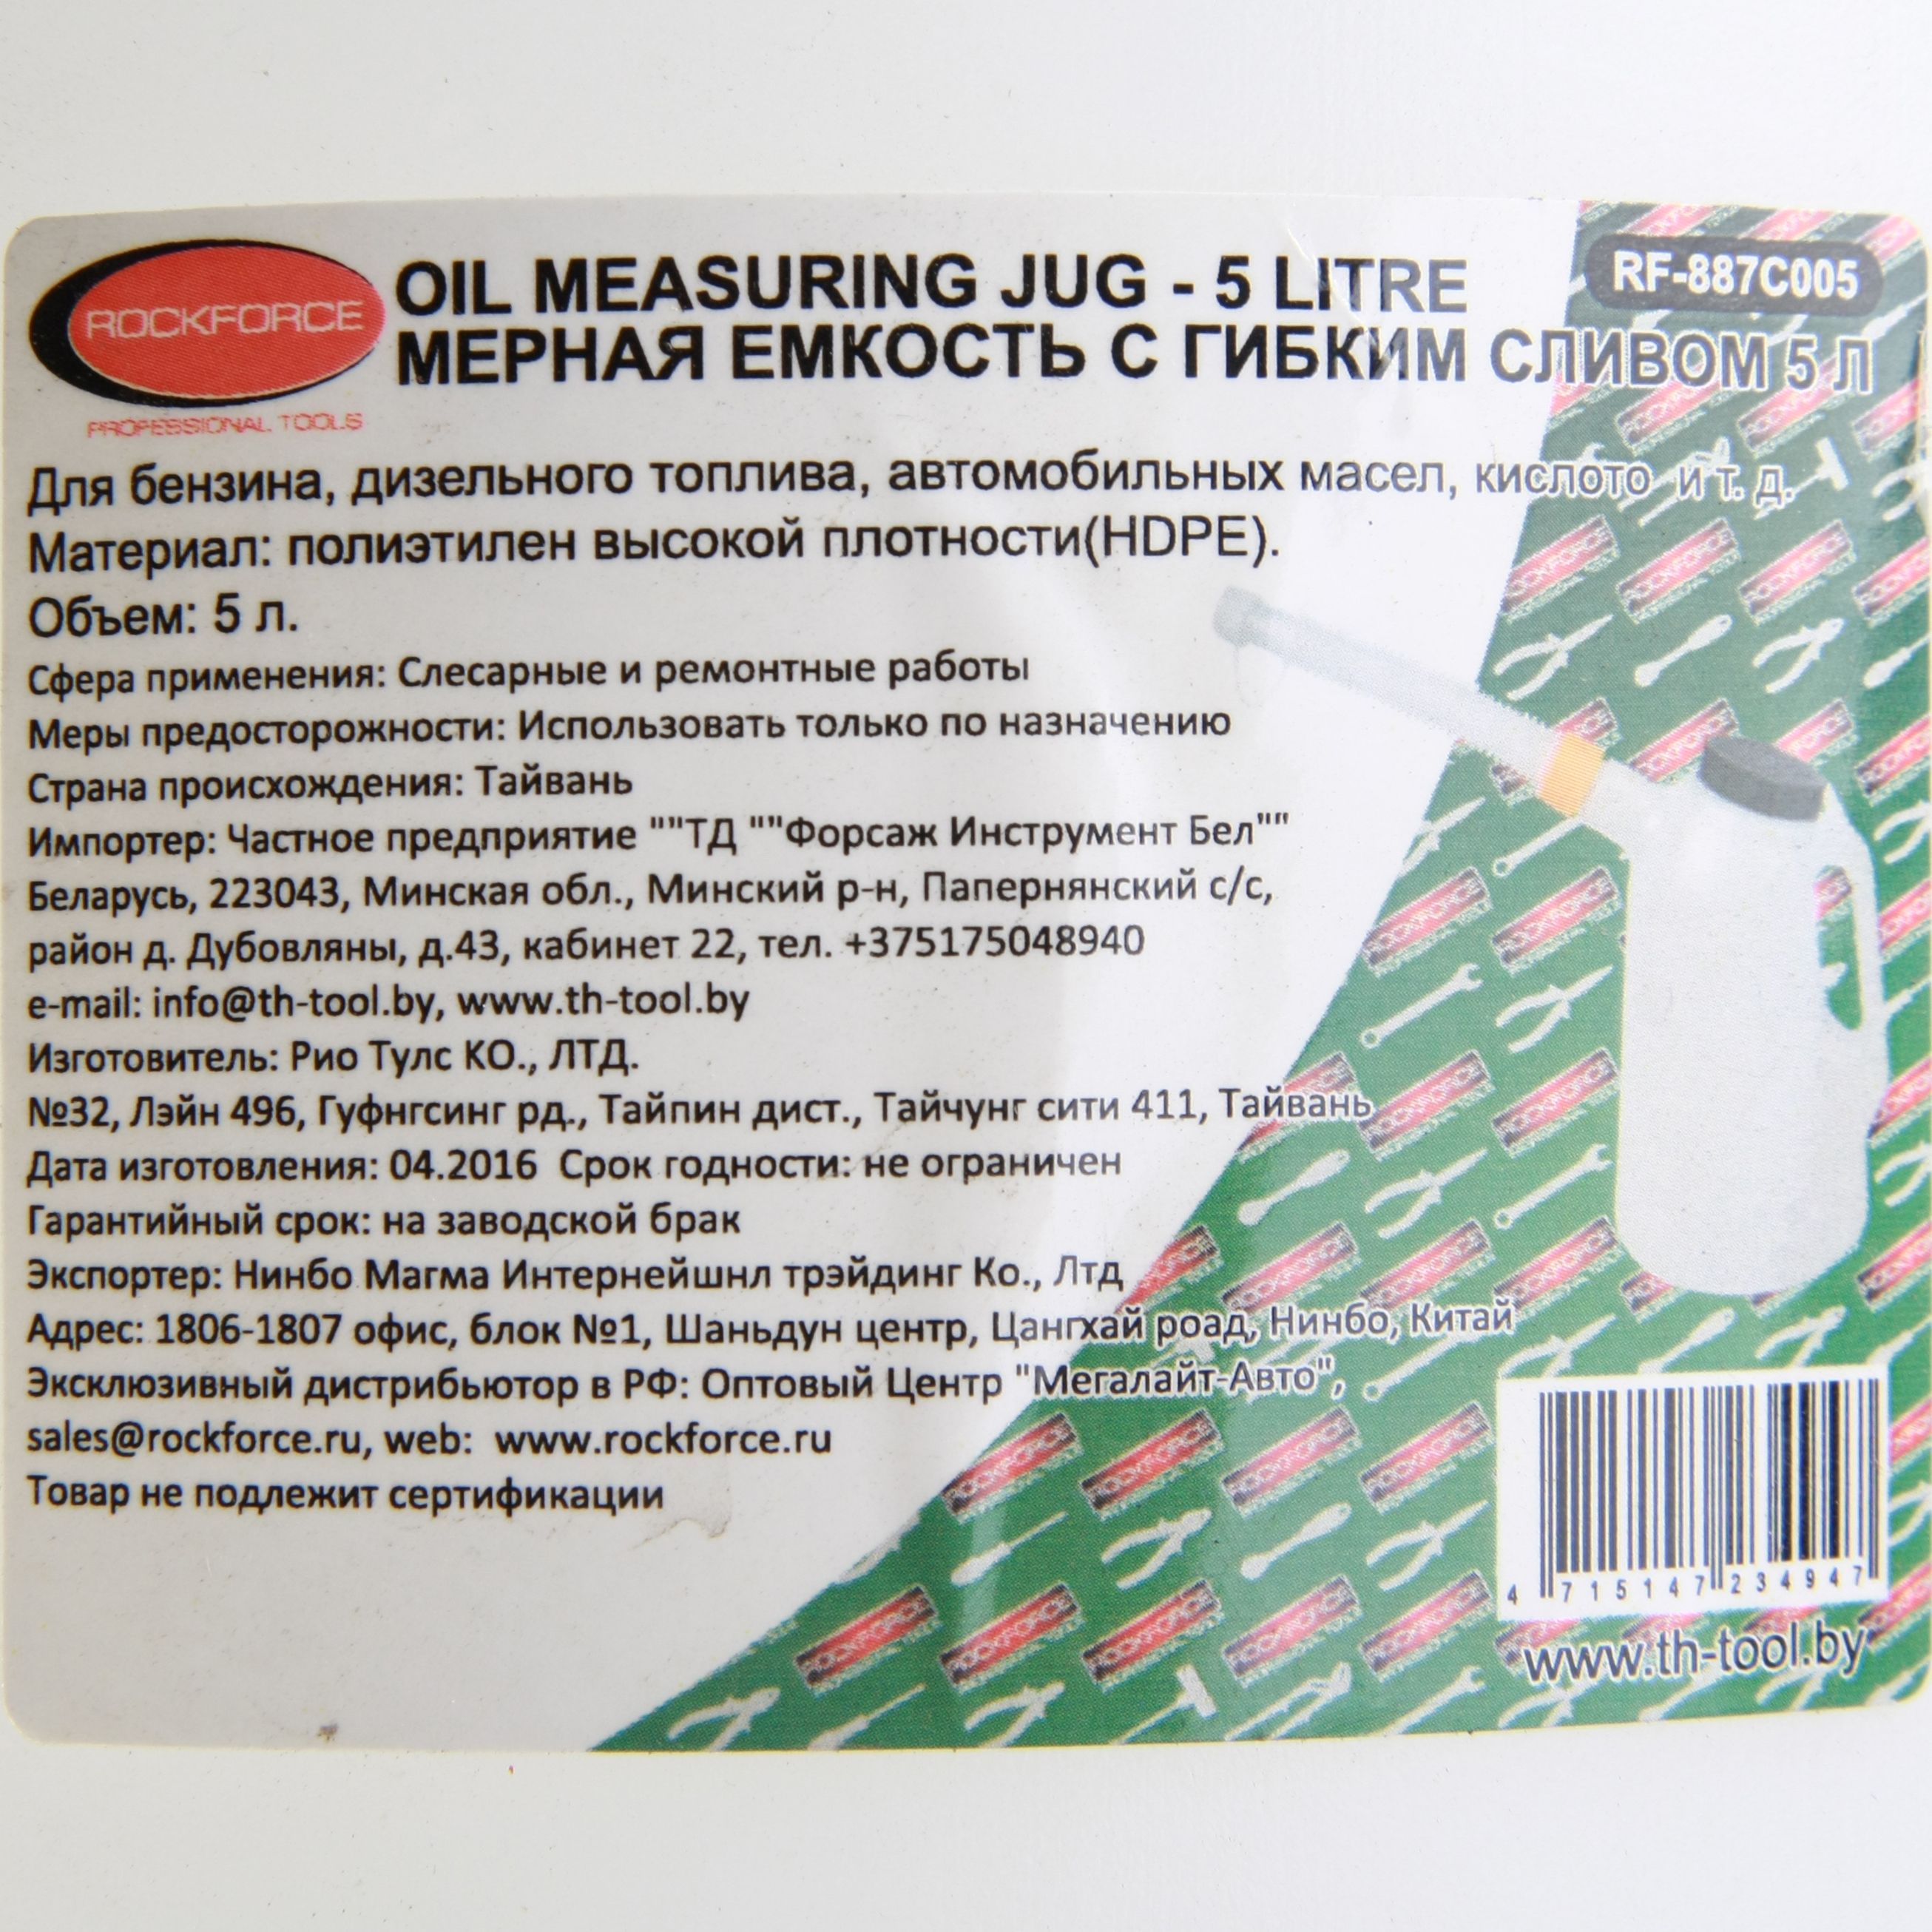 ROCKFORCE
PROFESSIONAL TOOLS
OIL MEASURING JUG - 5 LITRE
RF-887C005
МЕРНАЯ ЕМКОСТЬ С ГИБКИМ СЛИВОМ 5 Л
Для бензина, дизельного топлива, автомобильных масел, кислото и т. д.
Материал: полиэтилен высокой плотности(HDPE).
Объем: 5 л.
Сфера применения: Слесарные и ремонтные работы
Меры предосторожности: Использовать только по назначению
Страна происхождения: Тайвань
Импортер: Частное предприятие ""ТД ""Форсаж Инструмент Бел""
Беларусь, 223043, Минская обл., Минский р-н, Папернянский с/с,
район д. Дубовляны, д.43, кабинет 22, тел. +375175048940
e-mail: info@th-tool.by, www.th-tool.by
Изготовитель: Рио Тулс КО., ЛТД.
№32, Лэйн 496, Гуфнгсинг рд., Тайпин дист., Тайчунг сити 411, Тайвань
Дата изготовления: 04.2016 Срок годности: не ограничен
Гарантийный срок: на заводской брак
Экспортер: Нинбо Магма Интернейшнл трэйдинг Ко., Лтд
Адрес: 1806-1807 офис, блок №1, Шаньдун центр, Цангхай роад, Нинбо, Китай
Эксклюзивный дистрибьютор в РФ: Оптовый Центр "Мегалайт-Авто",
sales@rockforce.ru, web: www.rockforce.ru
Товар не подлежит сертификации
4 715147 234947
www.th-tool.by